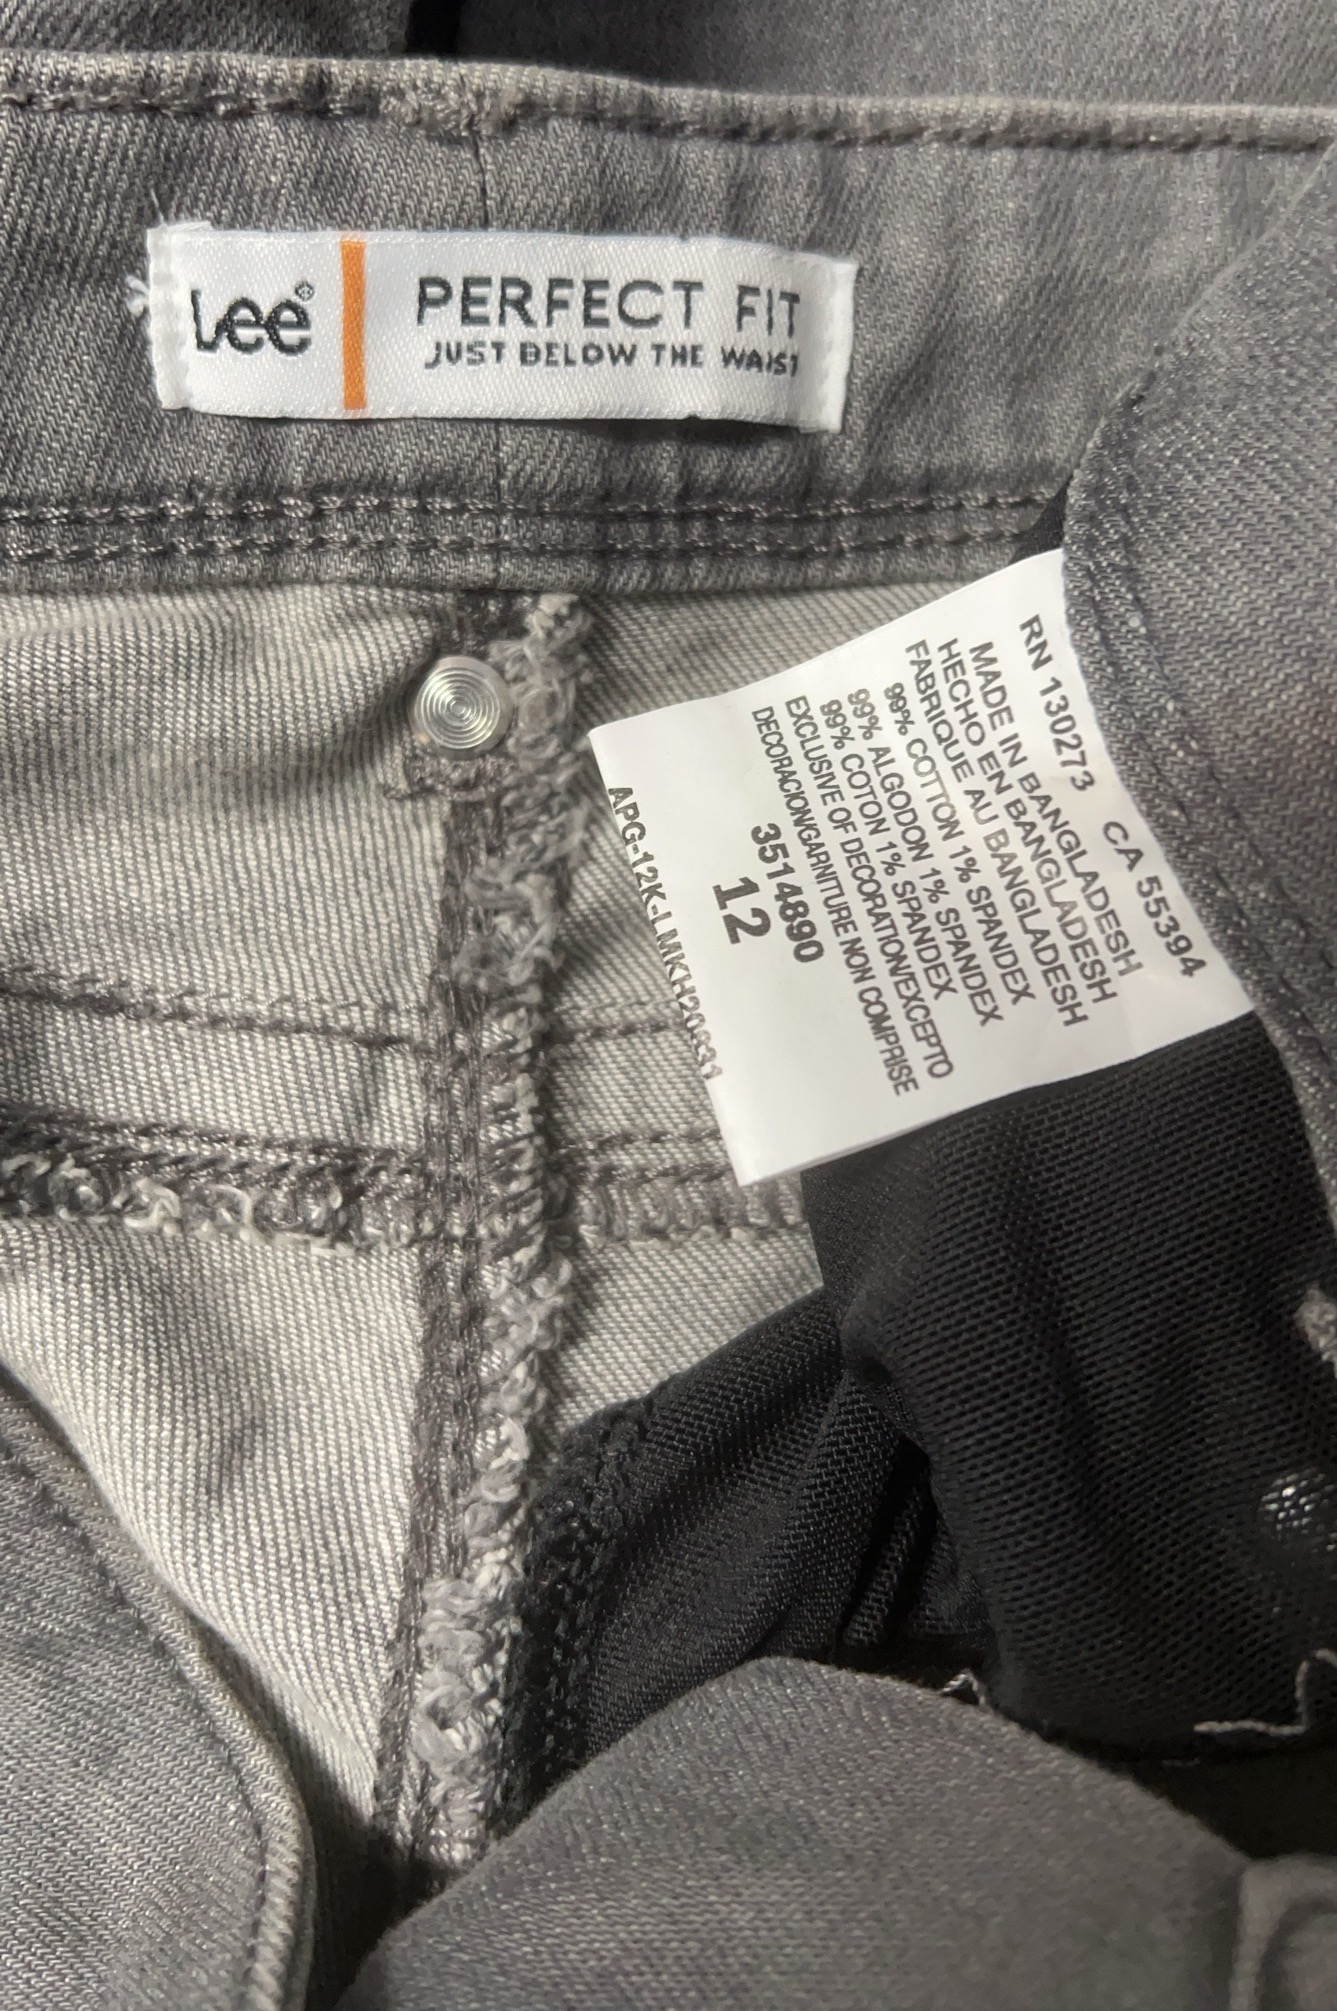 Lee®
PERFECT FIT
JUST BELOW THE WAIST
RN 130273 CA 55394
MADE IN BANGLADESH
HECHO EN BANGLADESH
FABRIQUE AU BANGLADESH
99% COTTON 1% SPANDEX
99% ALGODON 1% SPANDEX
99% COTON 1% SPANDEX
EXCLUSIVE OF DECORATION/EXCEPTO
DECORACION/GARNITURE NON COMPRISE
3514890
12